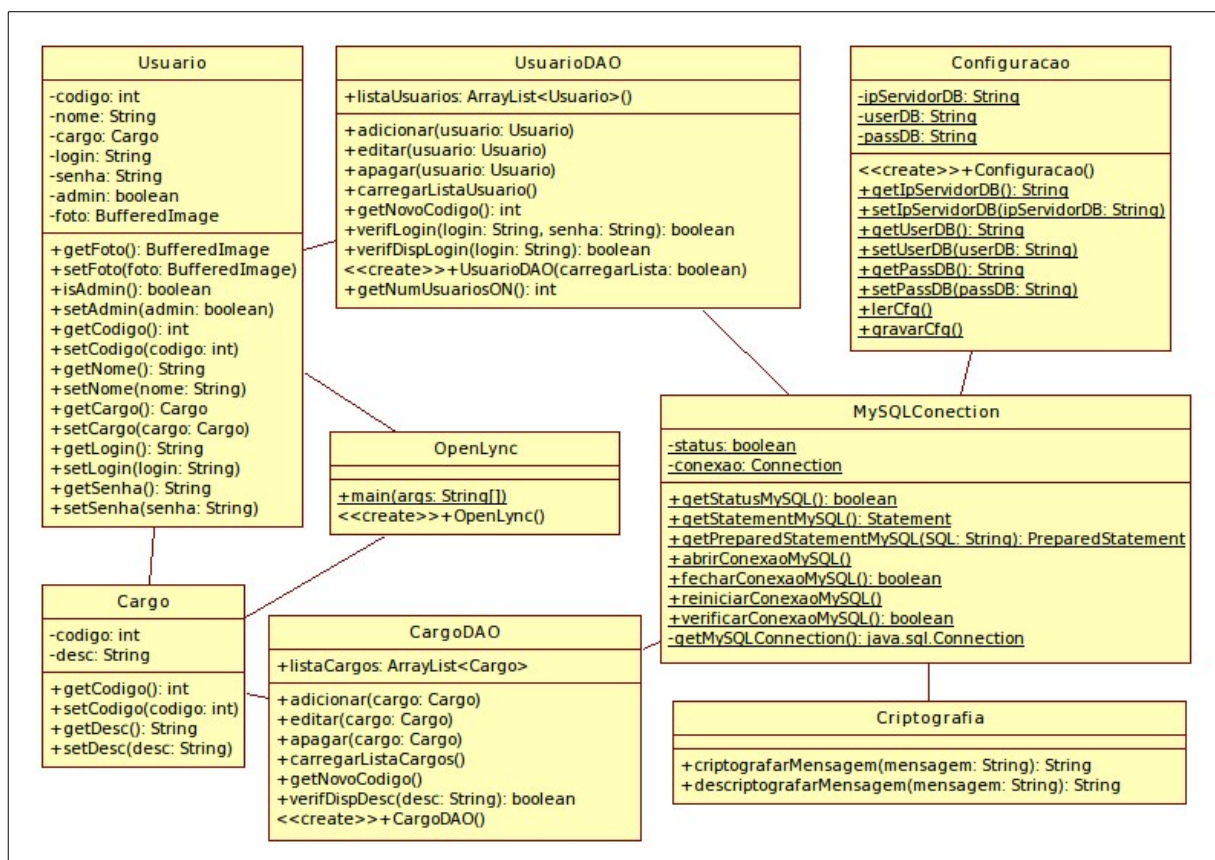 Usuario
-codigo: int
-nome: String
-cargo: Cargo
-login: String
-senha: String
-admin: boolean
-foto: BufferedImage
+getFoto(): BufferedImage
+setFoto(foto: BufferedImage)
+isAdmin(): boolean
+setAdmin(admin: boolean)
+getCodigo(): int
+setCodigo(codigo: int)
+getNome(): String
+setNome(nome: String)
+getCargo(): Cargo
+setCargo(cargo: Cargo)
+getLogin(): String
+setLogin(login: String)
+getSenha(): String
+setSenha(senha: String)
UsuarioDAO
+listaUsuarios: ArrayList<Usuario>()
+adicionar(usuario: Usuario)
+editar(usuario: Usuario)
+apagar(usuario: Usuario)
+carregarListaUsuario()
+getNovoCodigo(): int
+verifLogin(login: String, senha: String): boolean
+verifDispLogin(login: String): boolean
<<create>>+UsuarioDAO(carregarLista: boolean)
+getNumUsuariosON(): int
Configuracao
-ipServidorDB: String
-userDB: String
-passDB: String
<<create>>+Configuracao()
+getIpServidorDB(): String
+setIpServidorDB(ipServidorDB: String)
+getUserDB(): String
+setUserDB(userDB: String)
+getPassDB(): String
+setPassDB(passDB: String)
+lerCfg()
+gravarCfg()
OpenLync
+main(args: String[])
<<create>>+OpenLync()
MySQLConection
-status: boolean
-conexao: Connection
+getStatusMySQL(): boolean
+getStatementMySQL(): Statement
+getPreparedStatementMySQL(SQL: String): PreparedStatement
+abrirConexaoMySQL()
+fecharConexaoMySQL(): boolean
+reiniciarConexaoMySQL()
+verificarConexaoMySQL(): boolean
-getMySQLConnection(): java.sql.Connection
Cargo
-codigo: int
-desc: String
+getCodigo(): int
+setCodigo(codigo: int)
+getDesc(): String
+setDesc(desc: String)
CargoDAO
+listaCargos: ArrayList<Cargo>
+adicionar(cargo: Cargo)
+editar(cargo: Cargo)
+apagar(cargo: Cargo)
+carregarListaCargos()
+getNovoCodigo()
+verifDispDesc(desc: String): boolean
<<create>>+CargoDAO()
Criptografia
+criptografarMensagem(mensagem: String): String
+descriptografarMensagem(mensagem: String): String